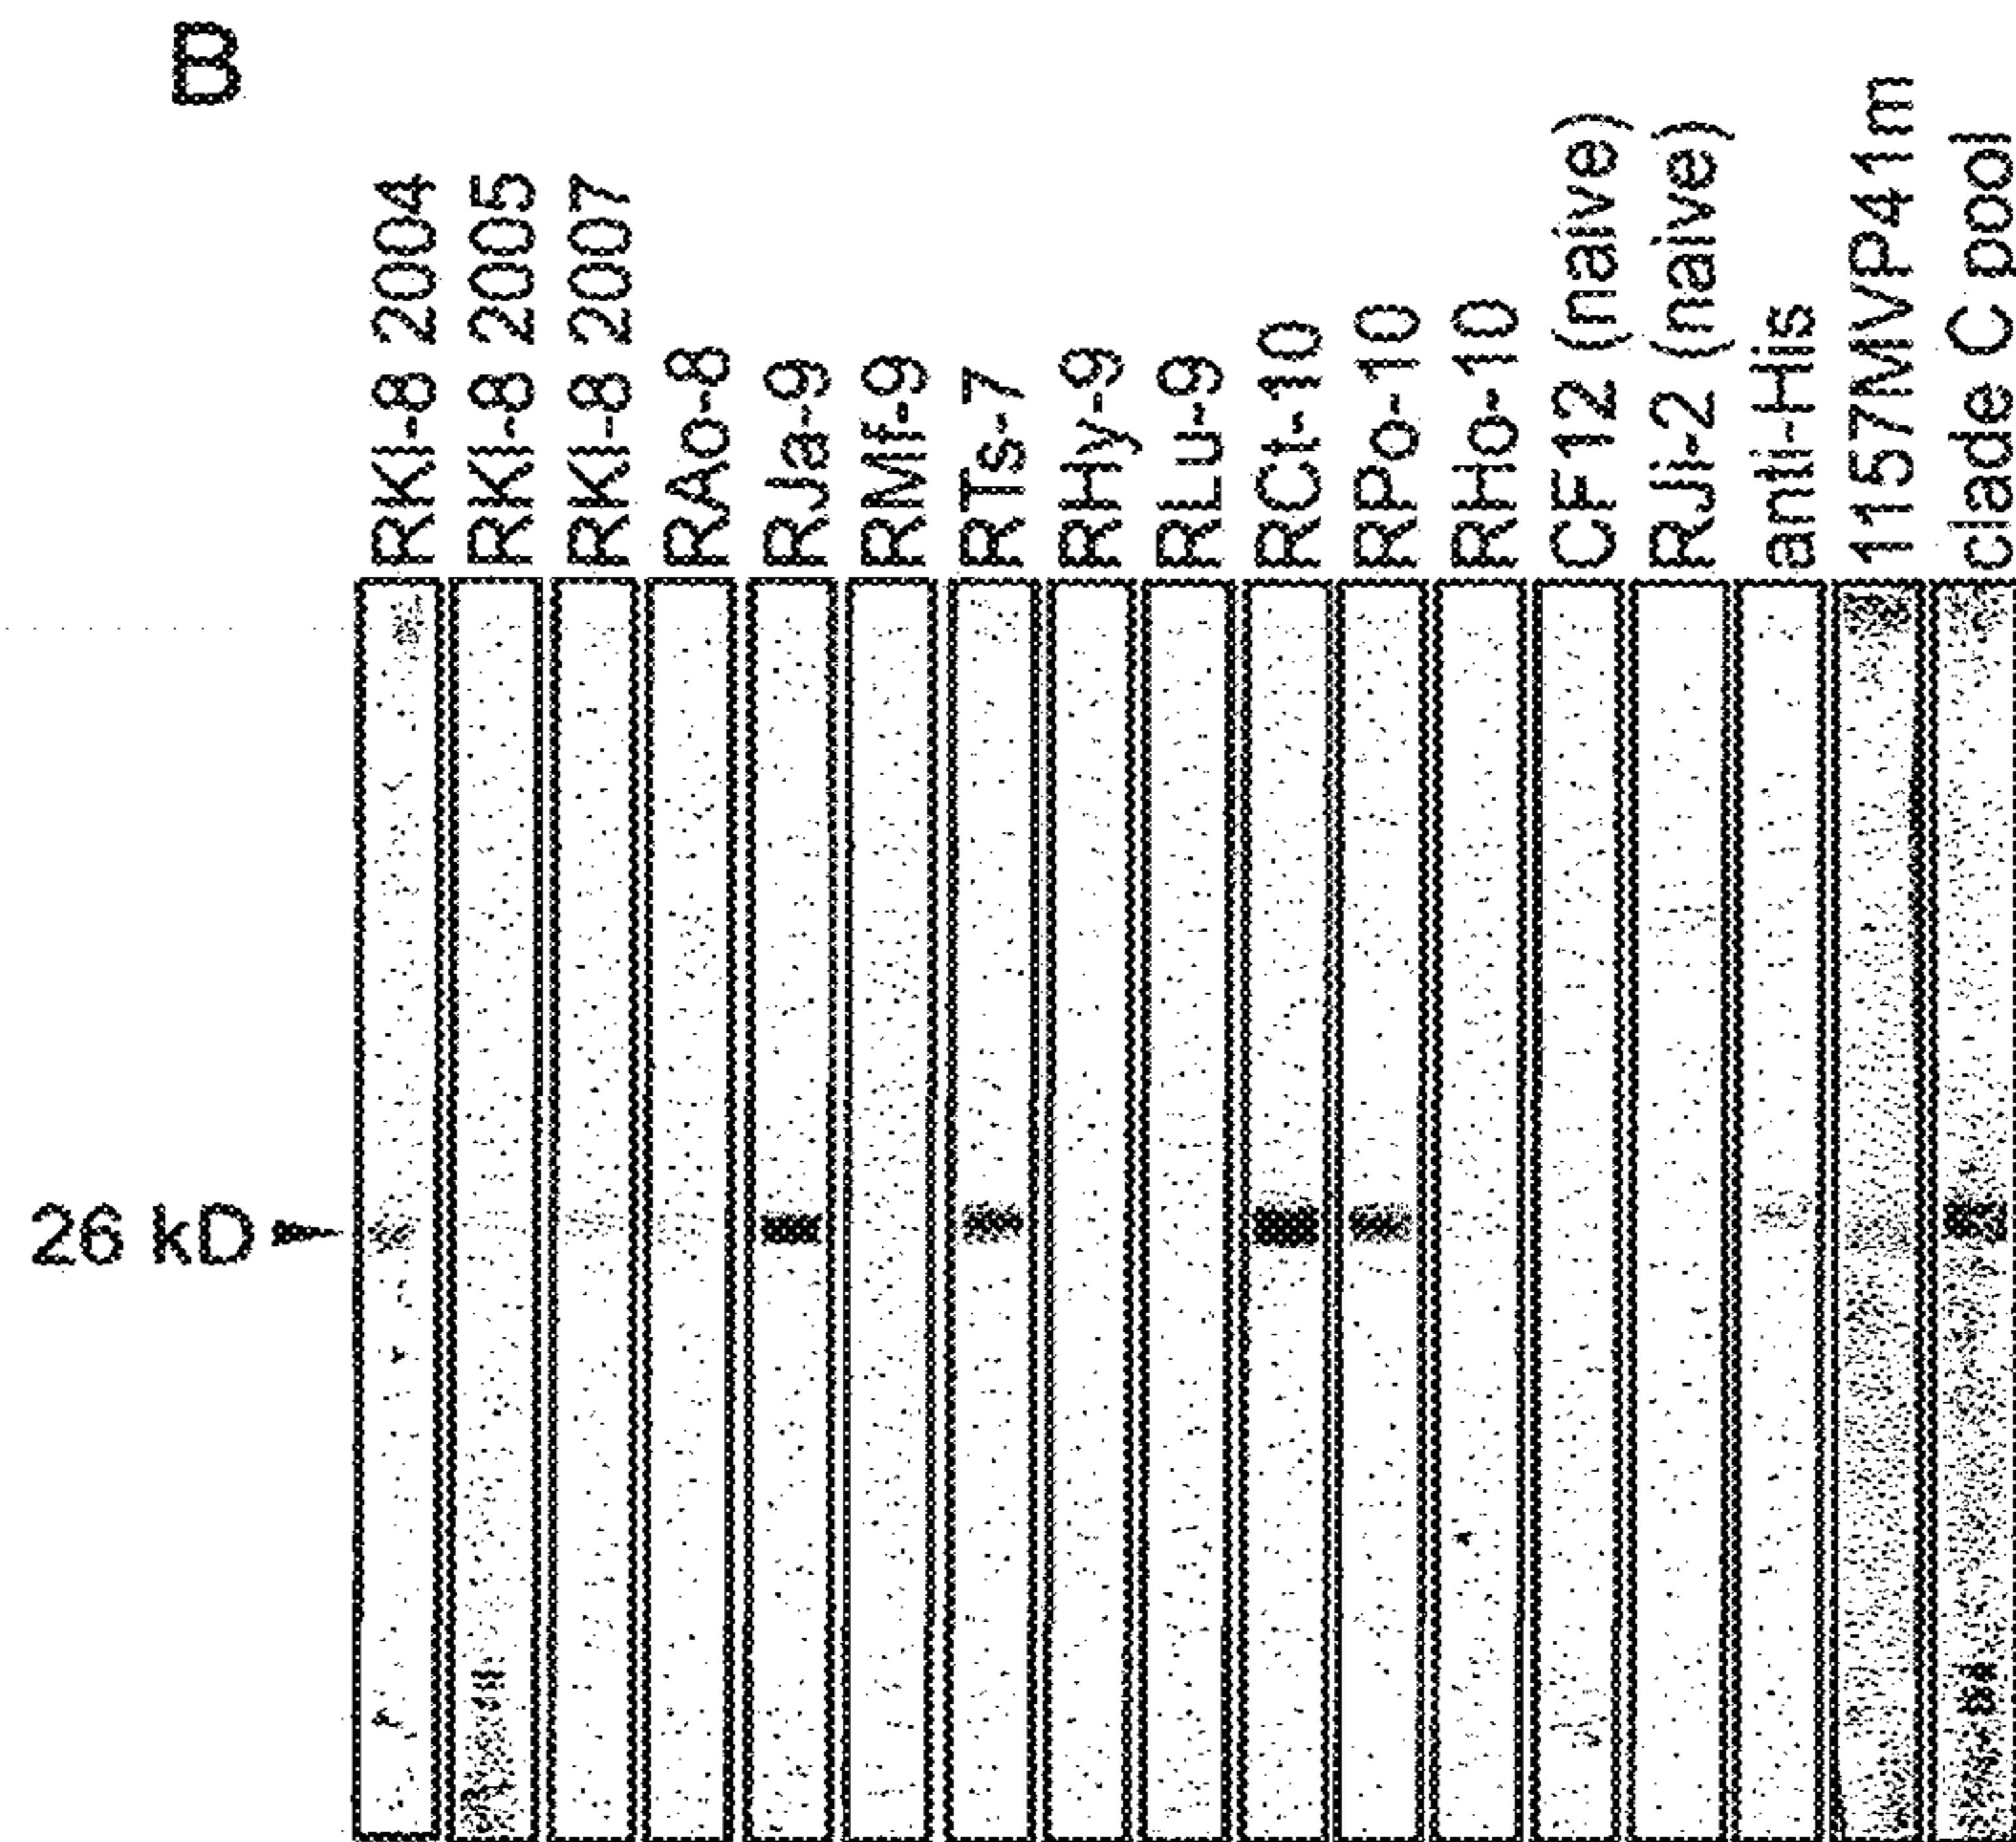 B
RKI-8 2004
RKI-8 2005
RKI-8 2007
RAo-8
RJa-9
RMf-9
RTs-7
RHy-9
RLu-9
RCt-10
RPo-10
RHo-10
CF12 (naive)
RJi-2 (naive)
anti-His
1157MVP41m
clade C pool
26 kD